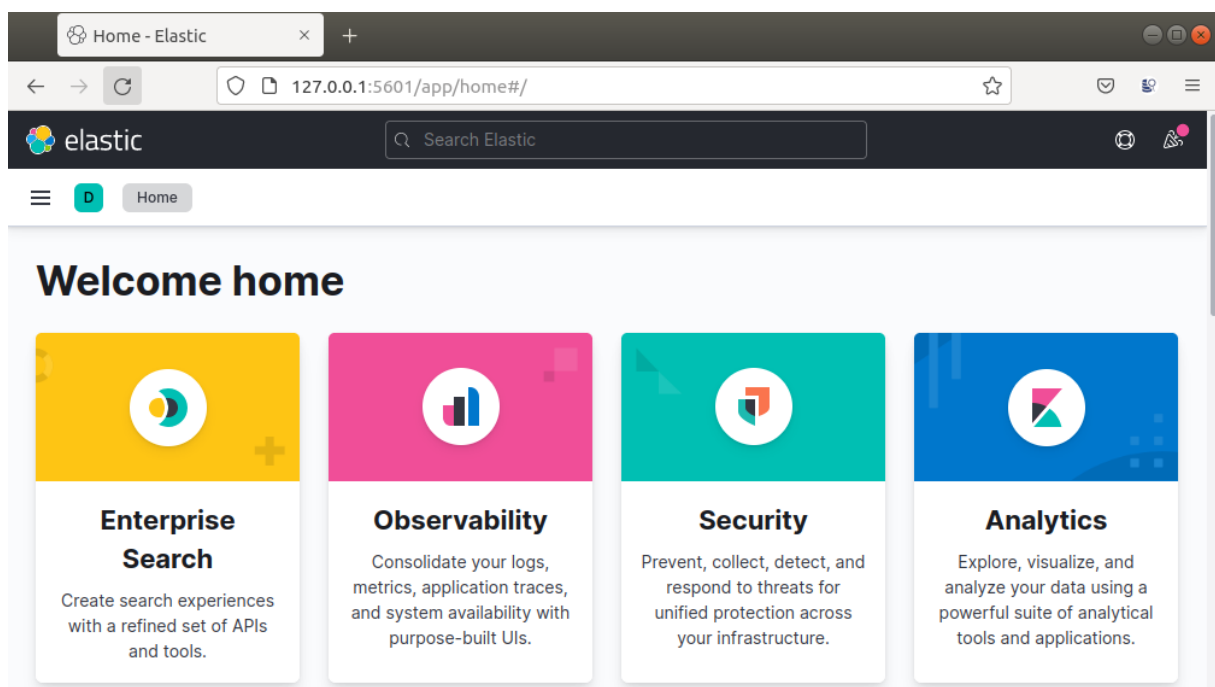 Home - Elastic
127.0.0.1:5601/app/home#/
elastic
Search Elastic
D
Home
Welcome home
Enterprise
Search
Create search experiences
with a refined set of APIs
and tools.
Observability
Consolidate your logs,
metrics, application traces,
and system availability with
purpose-built UIs.
Security
Prevent, collect, detect, and
respond to threats for
unified protection across
your infrastructure.
Analytics
Explore, visualize, and
analyze your data using a
powerful suite of analytical
tools and applications.